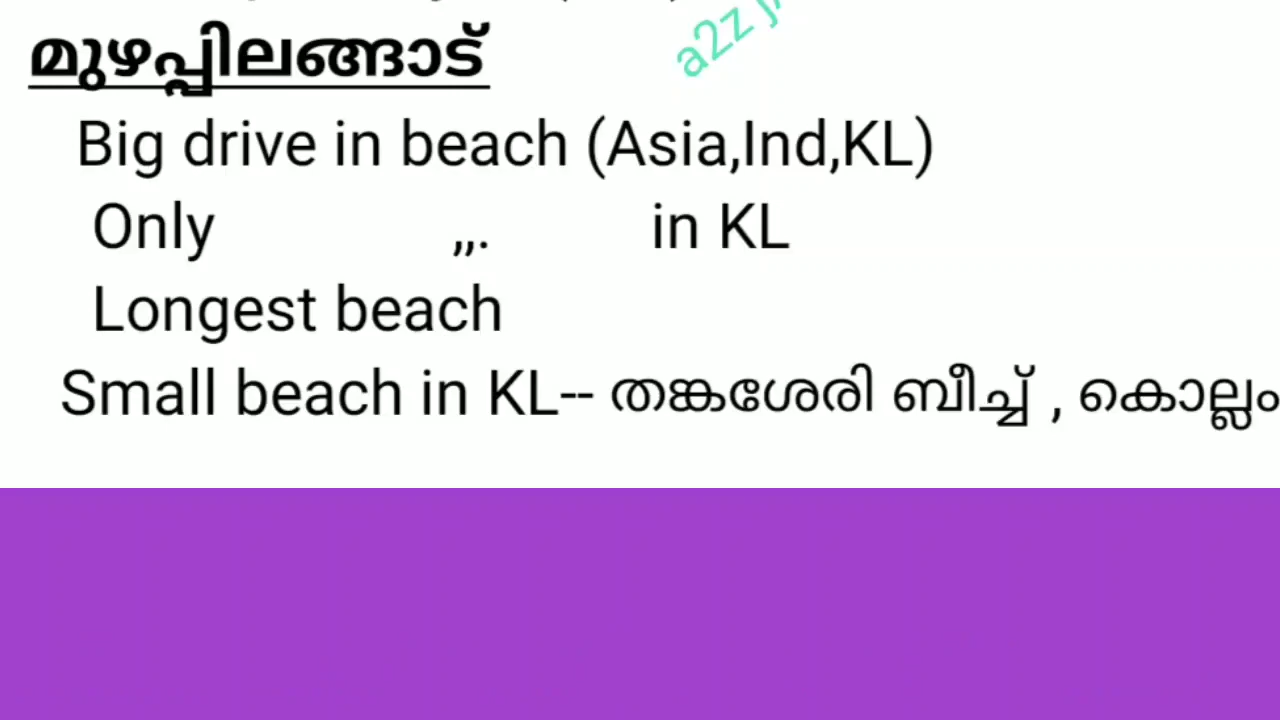 a2z
മുഴപ്പിലങ്ങാട്
Big drive in beach (Asia,Ind,KL)
Only ,,. in KL
Longest beach
Small beach in KL-- തങ്കശേരി ബീച്ച് , കൊല്ലം